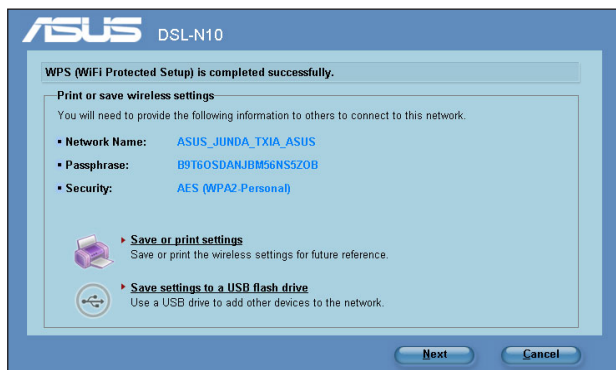 ASUS DSL-N10
WPS (WiFi Protected Setup) is completed successfully.
Print or save wireless settings
You will need to provide the following information to others to connect to this network.
▪ Network Name: ASUS_JUNDA_TXIA_ASUS
▪ Passphrase: B9T6OSDANJBM56NS5ZOB
▪ Security: AES (WPA2-Personal)
Save or print settings
Save or print the wireless settings for future reference.
Save settings to a USB flash drive
Use a USB drive to add other devices to the network.
Next Cancel